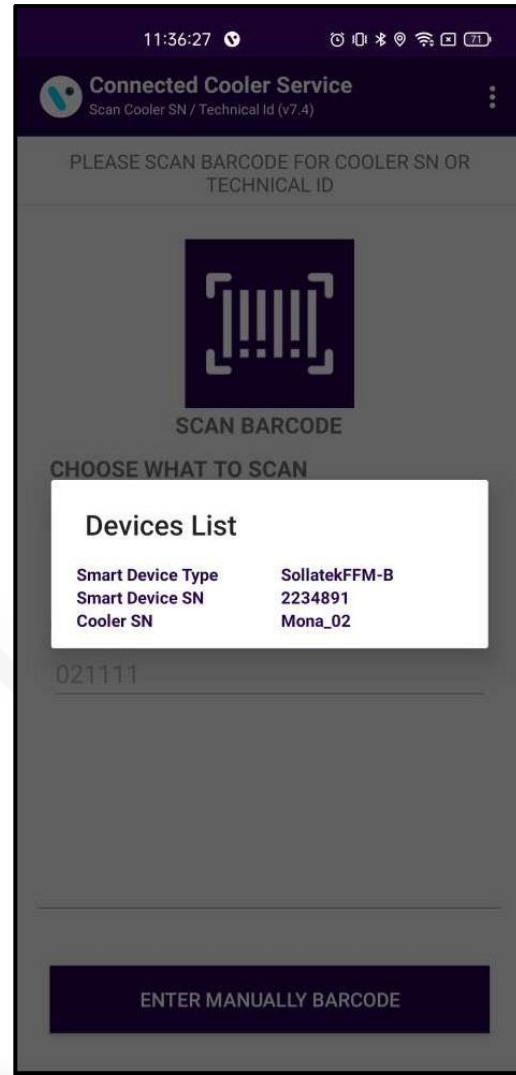 11:36:27
71
Connected Cooler Service
Scan Cooler SN / Technical Id (v7.4)
PLEASE SCAN BARCODE FOR COOLER SN OR
TECHNICAL ID
SCAN BARCODE
CHOOSE WHAT TO SCAN
Devices List
Smart Device Type SollatekFFM-B
Smart Device SN 2234891
Cooler SN Mona_02
021111
ENTER MANUALLY BARCODE